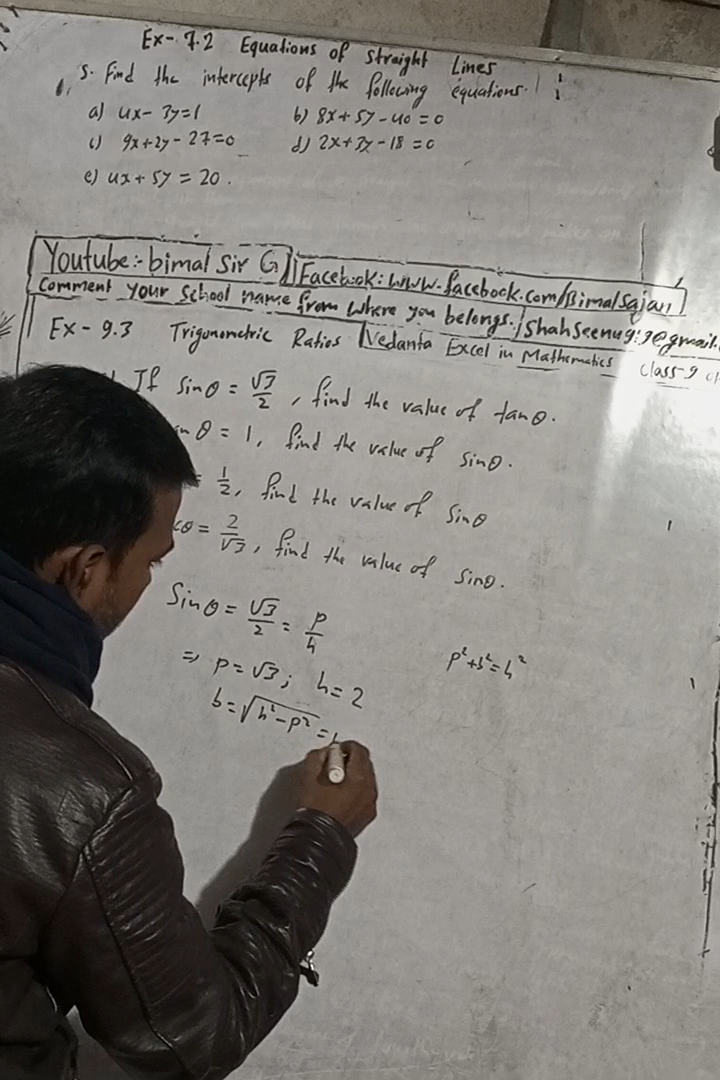 Ex-7.2 Equations of Straight Lines
5. Find the intercepts of the following equations.
a) 4x-3y=1 b) 8x+5y-40=0
c) 9x+2y-27=0 d) 2x+3y-18=0
e) 4x+5y=20.
Youtube:- bimal Sir G Facebook: www.facebook.com/Bimalsajan
Comment your School name from where you belongs.
Ex-9.3 Trigonometric Ratios Vedanta Excel in Mathematics class-9
If sinθ = √3/2, find the value of tanθ.
θ = 1, find the value of sinθ.
= 1/2, find the value of sinθ
θ = 2/√3, find the value of sinθ.
Sinθ = √3/2 = p/h
⇒ p=√3; h=2
p²+b²=h²
b=√h²-p² =